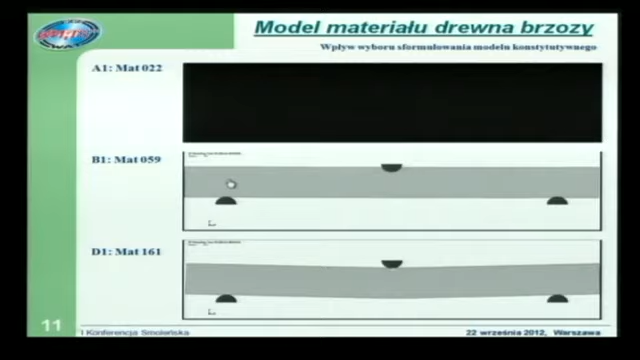 Model materiału drewna brzozy
Wpływ wyboru sformułowania modelu konstytutywnego
A1: Mat 022
B1: Mat 059
D1: Mat 161
11
I Konferencja Smoleńska
22 września 2012, Warszawa